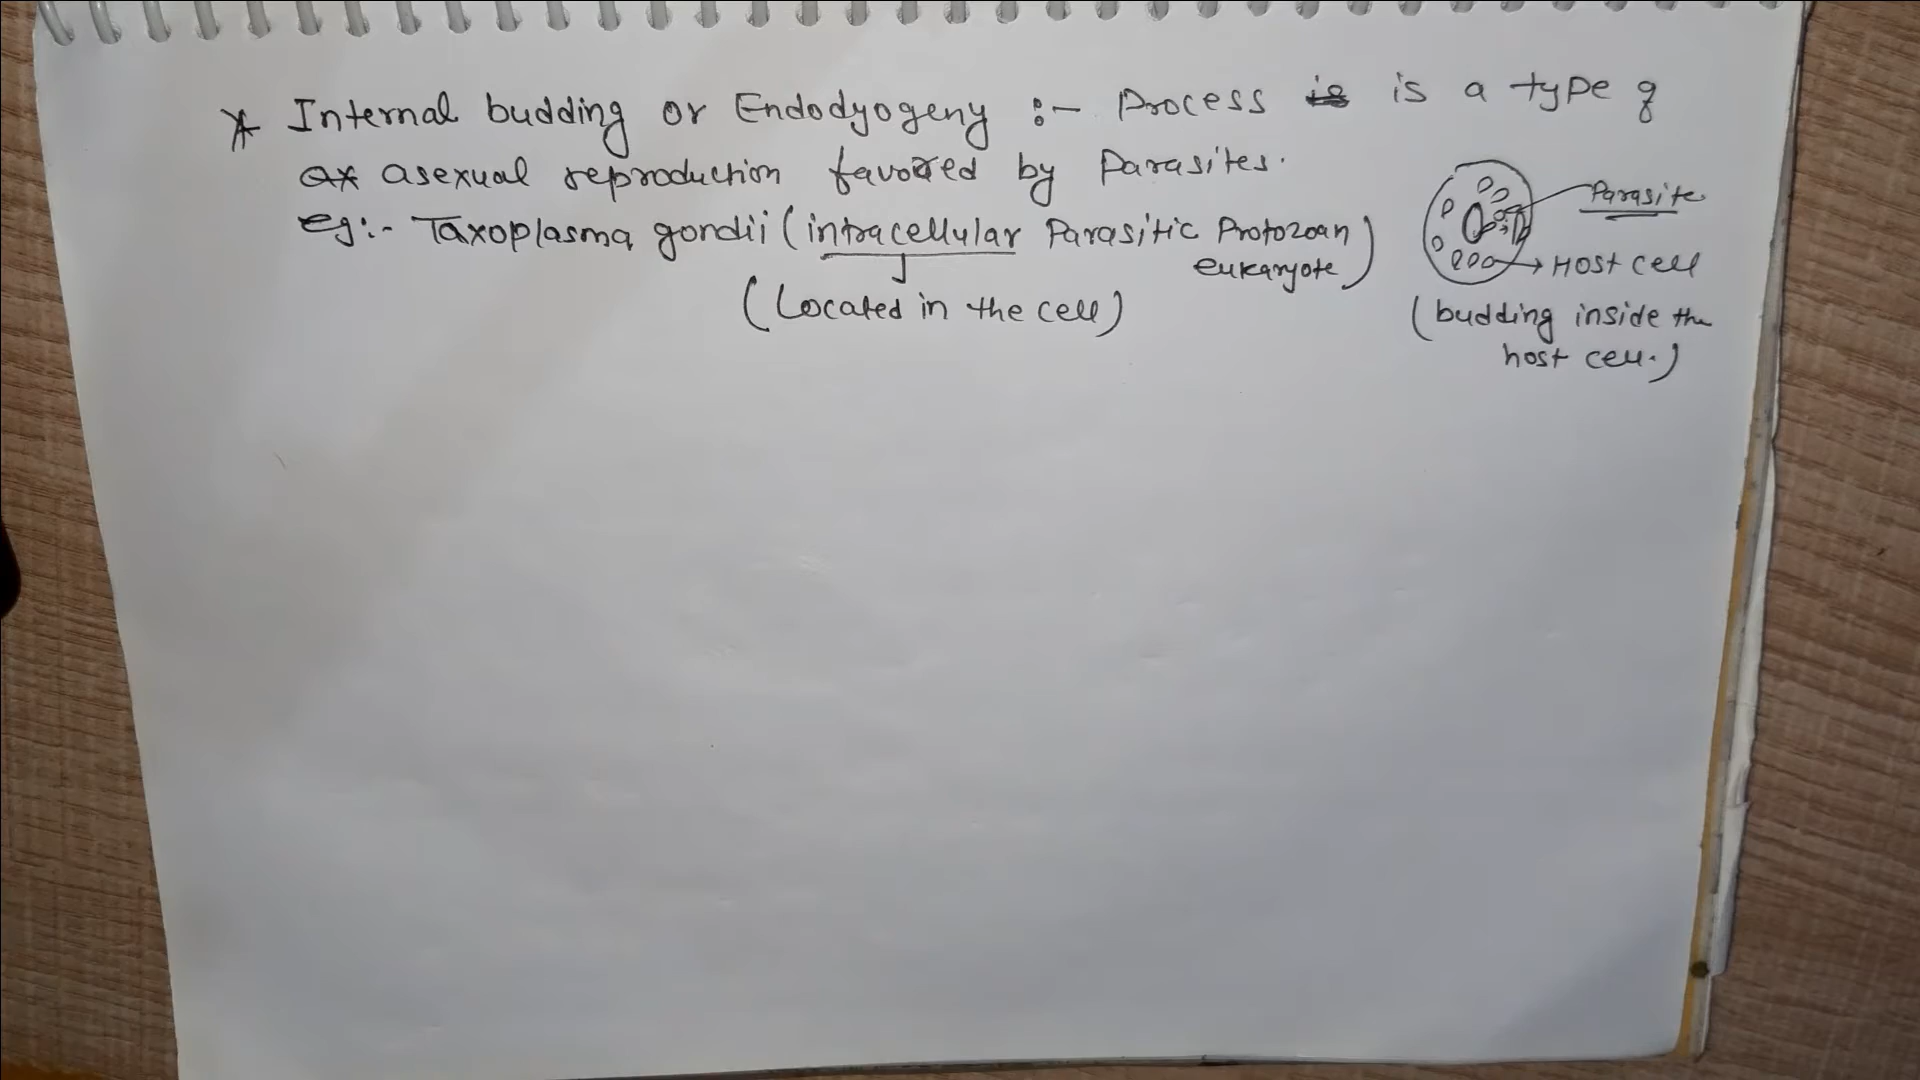 * Internal budding or Endodyogeny :- Process is is a type of
asexual reproduction favored by Parasites.
eg:- Taxoplasma gondii (intracellular Parasitic Protozoan
eukaryote)
(Located in the cell)
Parasite
Host cell
(budding inside the
host cell.)